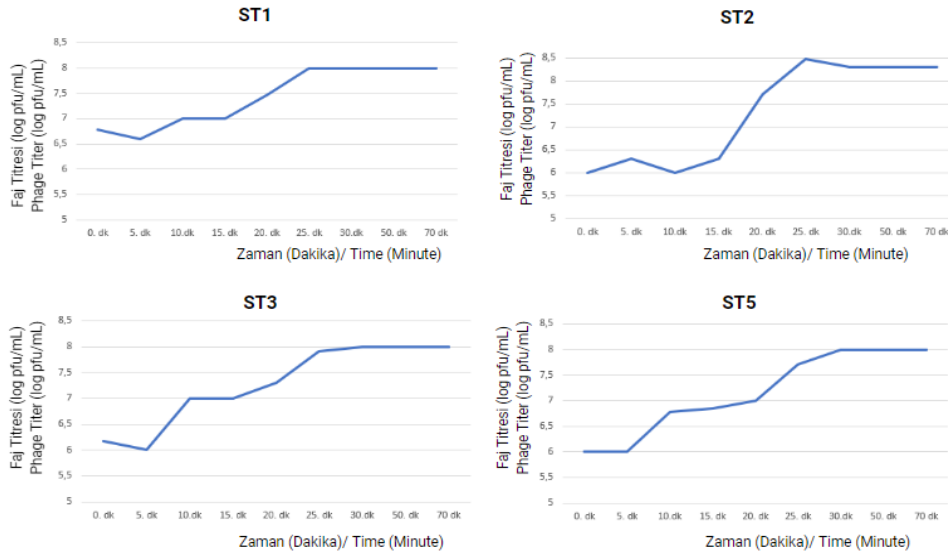 ST1
Faj Titresi (log pfu/mL)
Phage Titer (log pfu/mL)
8,5
8
7,5
7
6,5
6
5,5
5
0. dk 5. dk 10.dk 15. dk 20. dk 25. dk 30.dk 50. dk 70 dk
Zaman (Dakika)/ Time (Minute)
ST2
Faj Titresi (log pfu/mL)
Phage Titer (log pfu/mL)
8,5
8
7,5
7
6,5
6
5,5
5
0. dk 5. dk 10.dk 15. dk 20. dk 25. dk 30.dk 50. dk 70 dk
Zaman (Dakika)/ Time (Minute)
ST3
Faj Titresi (log pfu/mL)
Phage Titer (log pfu/mL)
8,5
8
7,5
7
6,5
6
5,5
5
0. dk 5. dk 10.dk 15. dk 20. dk 25. dk 30.dk 50. dk 70 dk
Zaman (Dakika)/ Time (Minute)
ST5
Faj Titresi (log pfu/mL)
Phage Titer (log pfu/mL)
8,5
8
7,5
7
6,5
6
5,5
5
0. dk 5. dk 10.dk 15. dk 20. dk 25. dk 30.dk 50. dk 70 dk
Zaman (Dakika)/ Time (Minute)